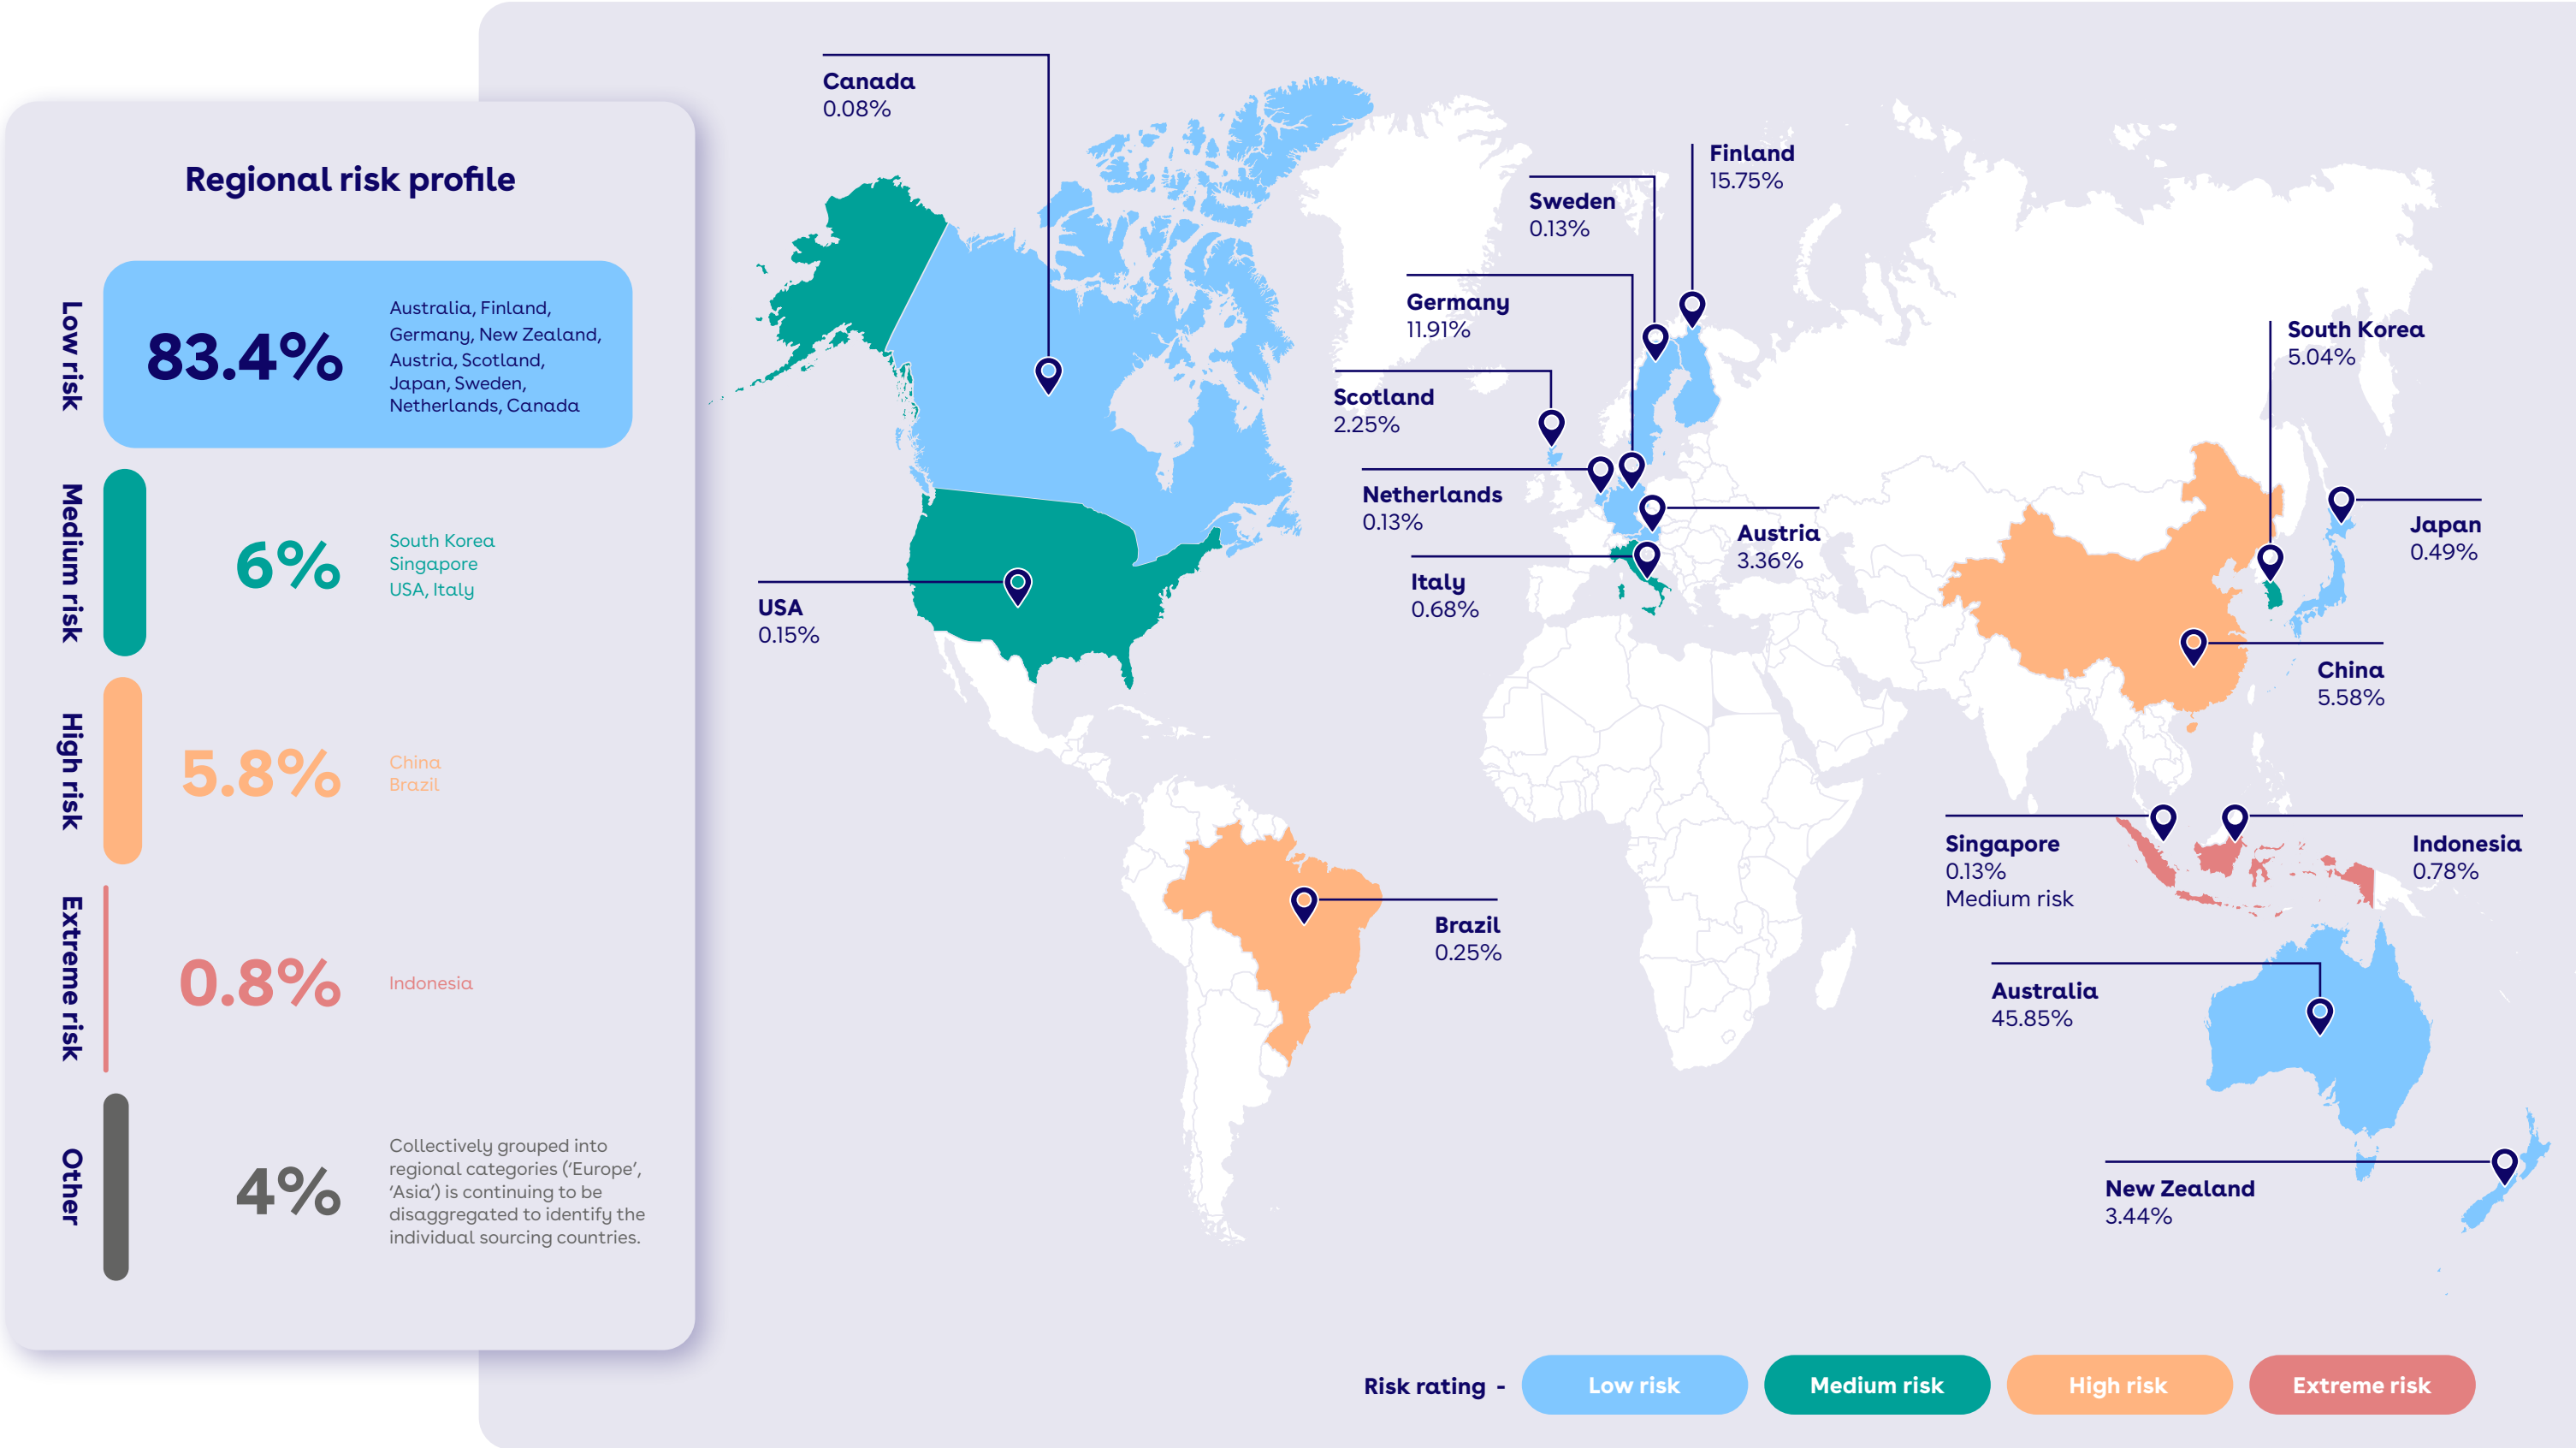 Regional risk profile
Low risk
83.4%
Australia, Finland,
Germany, New Zealand,
Austria, Scotland,
Japan, Sweden,
Netherlands, Canada
Medium risk
6%
South Korea
Singapore
USA, Italy
High risk
5.8%
China
Brazil
Extreme risk
0.8%
Indonesia
Other
4%
Collectively grouped into
regional categories (‘Europe’,
‘Asia’) is continuing to be
disaggregated to identify the
individual sourcing countries.
Canada
0.08%
Finland
15.75%
Sweden
0.13%
Germany
11.91%
South Korea
5.04%
Scotland
2.25%
Netherlands
0.13%
Austria
3.36%
Japan
0.49%
Italy
0.68%
USA
0.15%
China
5.58%
Singapore
0.13%
Medium risk
Indonesia
0.78%
Brazil
0.25%
Australia
45.85%
New Zealand
3.44%
Risk rating -
Low risk
Medium risk
High risk
Extreme risk